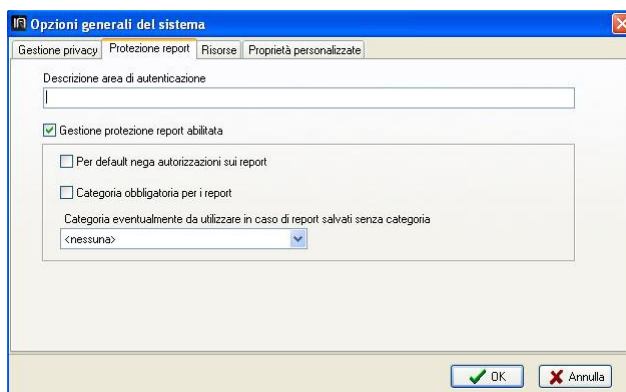 Opzioni generali del sistema
Gestione privacy Protezione report Risorse Proprietà personalizzate
Descrizione area di autenticazione
Gestione protezione report abilitata
Per default nega autorizzazioni sui report
Categoria obbligatoria per i report
Categoria eventualmente da utilizzare in caso di report salvati senza categoria
<nessuna>
OK Annulla